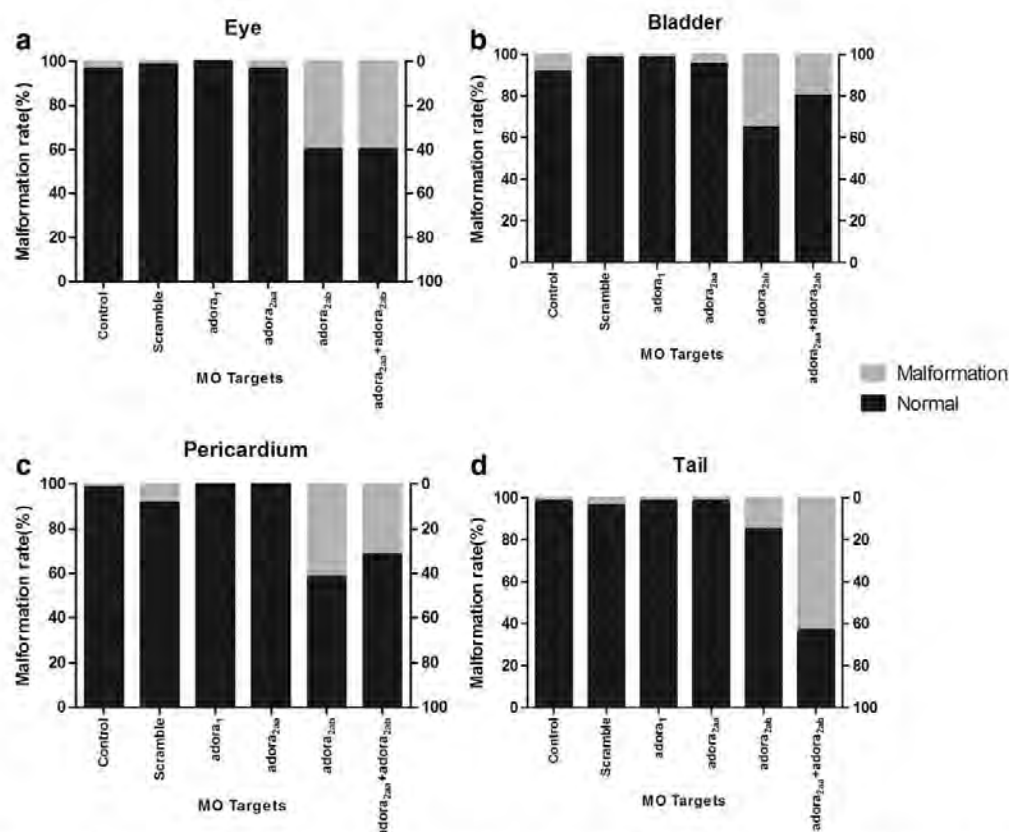 a
Eye
Malformation rate(%)
100
80
60
40
20
0
0
20
40
60
80
100
Control
Scramble
adora1
adora2aa
adora2ab
adora2aa+adora2ab
MO Targets
b
Bladder
Malformation rate(%)
100
80
60
40
20
0
100
80
60
40
20
0
Control
Scramble
adora1
adora2aa
adora2ab
adora2aa+adora2ab
MO Targets
Malformation
Normal
c
Pericardium
Malformation rate(%)
100
80
60
40
20
0
0
20
40
60
80
100
Control
Scramble
adora1
adora2aa
adora2ab
adora2aa+adora2ab
MO Targets
d
Tail
Malformation rate(%)
100
80
60
40
20
0
0
20
40
60
80
100
Control
Scramble
adora1
adora2aa
adora2ab
adora2aa+adora2ab
MO Targets